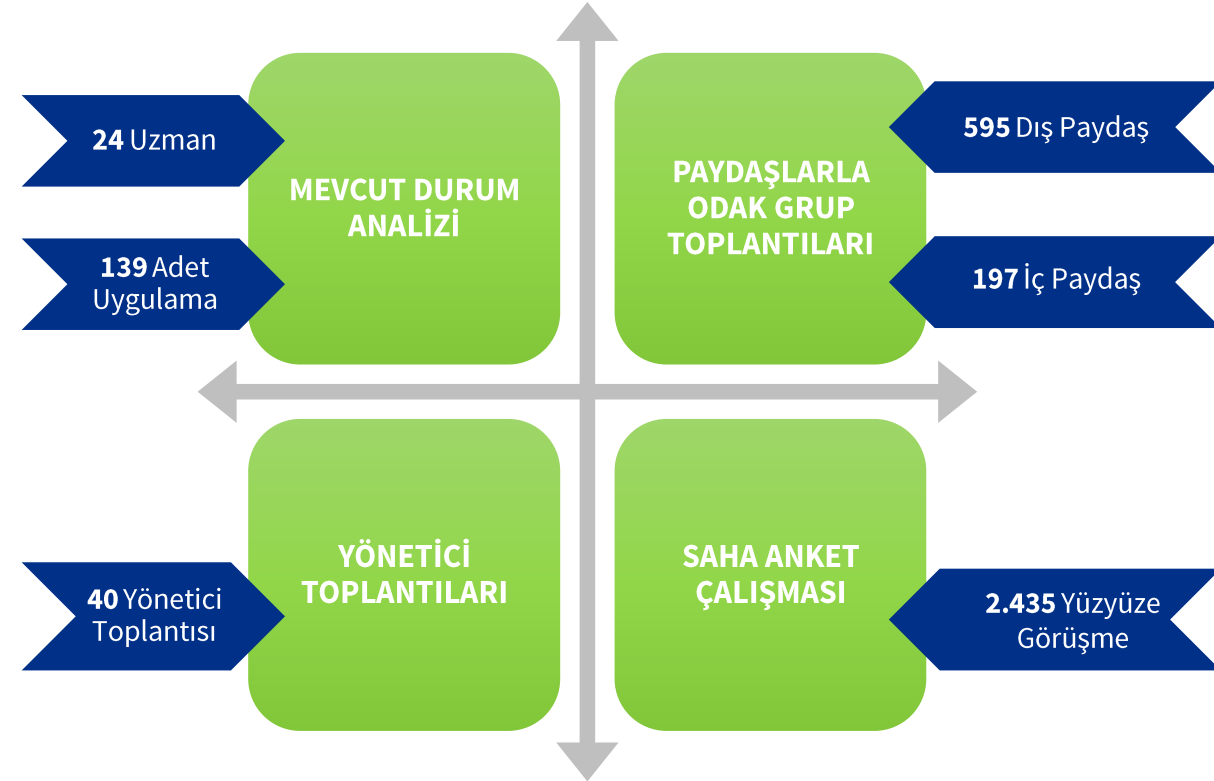 24 Uzman
139 Adet
Uygulama
MEVCUT DURUM
ANALİZİ
PAYDAŞLARLA
ODAK GRUP
TOPLANTILARI
595 Dış Paydaş
197 İç Paydaş
40 Yönetici
Toplantısı
YÖNETİCİ
TOPLANTILARI
SAHA ANKET
ÇALIŞMASI
2.435 Yüzyüze
Görüşme